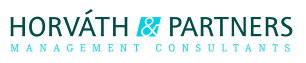 HORVÁTH & PARTNERS
MANAGEMENT CONSULTANTS